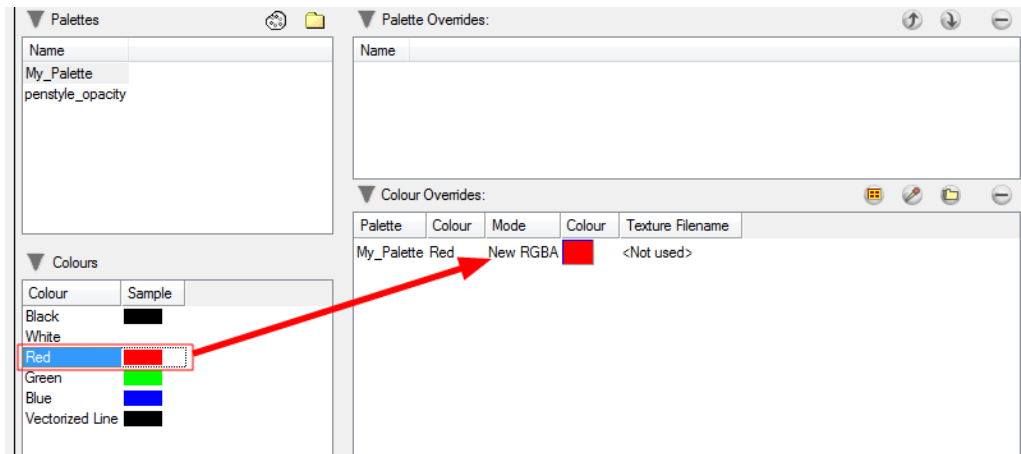 Palettes
Name
My_Palette
penstyle_opacity
Colours
Colour Sample
Black
White
Red
Green
Blue
Vectorized Line
Palette Overrides:
Name
Colour Overrides:
Palette Colour Mode Colour Texture Filename
My_Palette Red New RGBA <Not used>